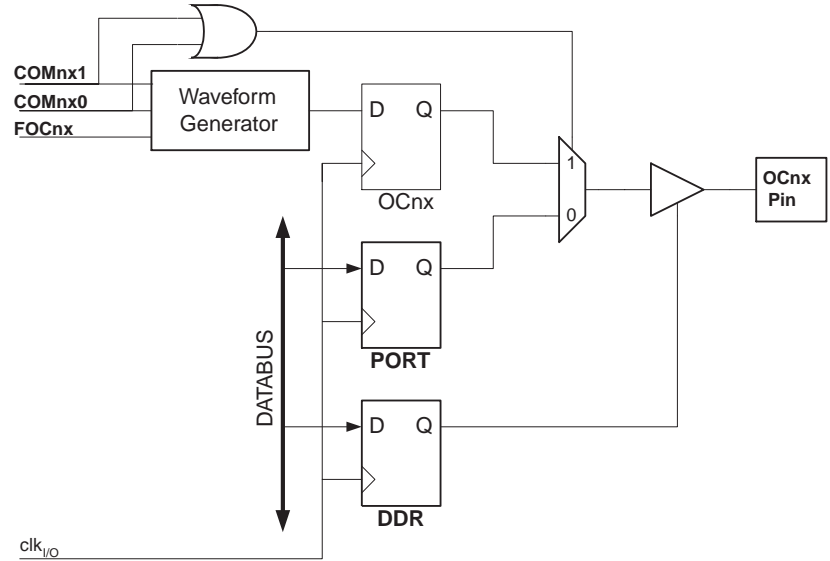 COMnx1
COMnx0
FOCnx
Waveform
Generator
D Q
OCnx
1
0
OCnx
Pin
D Q
PORT
DATABUS
D Q
DDR
clkI/O